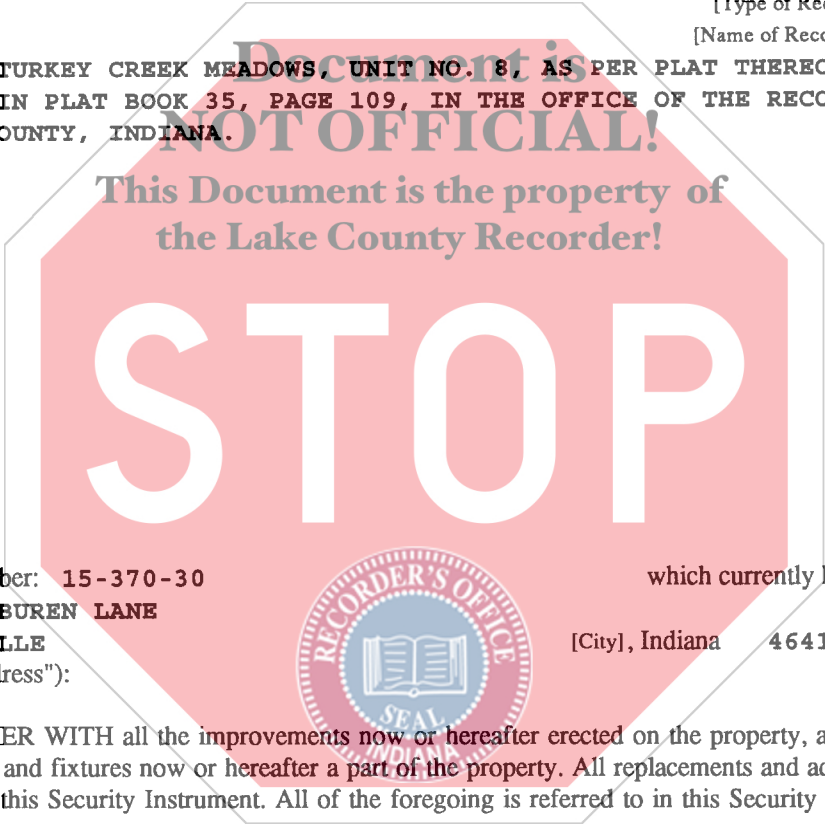 [Type of Rec
[Name of Reco
Document is
TURKEY CREEK MEADOWS, UNIT NO. 8, AS PER PLAT THEREO
IN PLAT BOOK 35, PAGE 109, IN THE OFFICE OF THE RECO
OUNTY, INDIANA.
NOT OFFICIAL!
This Document is the property of
the Lake County Recorder!
STOP
ber: 15-370-30 which currently
BUREN LANE
LLE [City], Indiana 4641
ress"):
RECORDER'S OFFICE
SEAL
INDIANA
ER WITH all the improvements now or hereafter erected on the property, a
and fixtures now or hereafter a part of the property. All replacements and ad
this Security Instrument. All of the foregoing is referred to in this Security